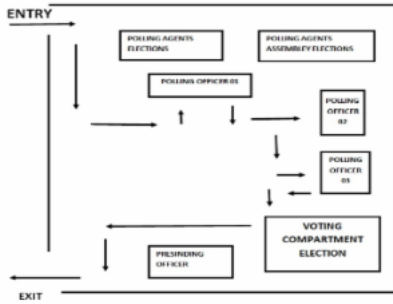 ENTRY
POLLING AGENTS
ELECTIONS
POLLING AGENTS
ASSEMBLEY ELECTIONS
POLLING OFFICER 01
POLLING
OFFICER
02
POLLING
OFFICER
03
VOTING
COMPARTMENT
ELECTION
PRESINDING
OFFICER
EXIT